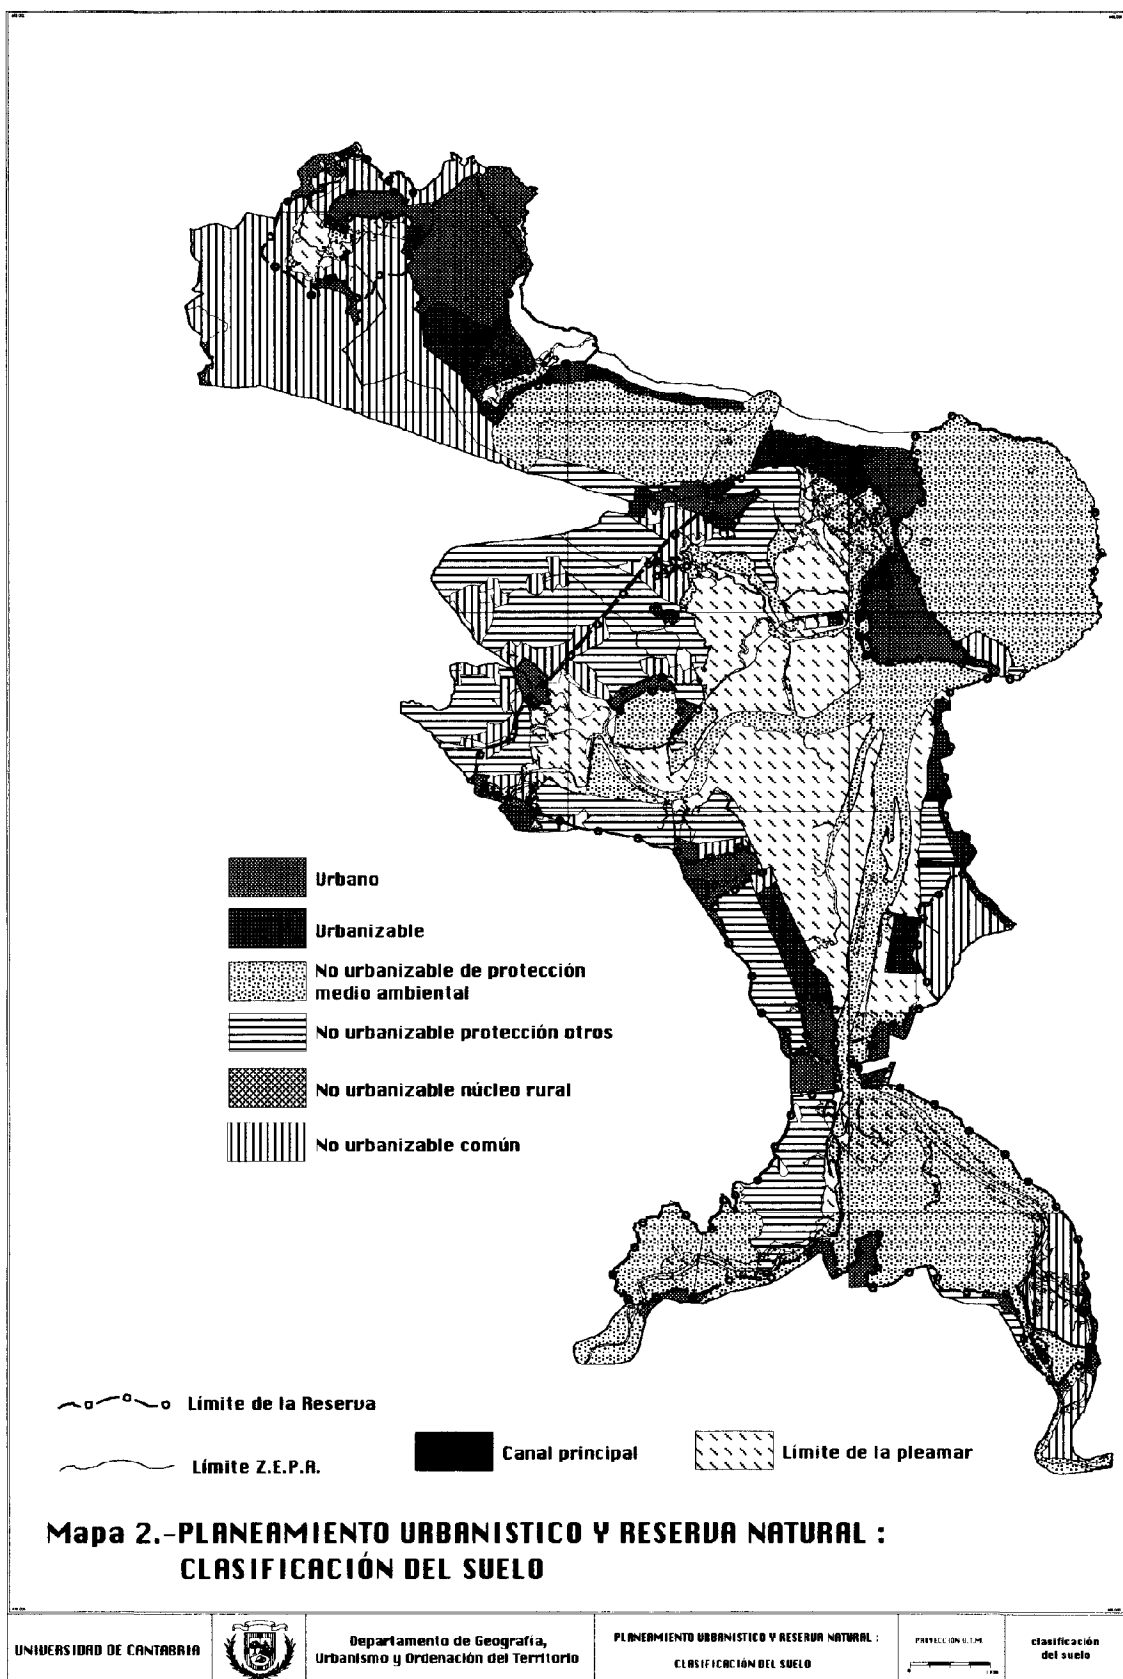 Urbano
Urbanizable
No urbanizable de protección
medio ambiental
No urbanizable protección otros
No urbanizable núcleo rural
No urbanizable común
Límite de la Reserva
Límite Z.E.P.A.
Canal principal
Límite de la pleamar
Mapa 2.-PLANEAMIENTO URBANISTICO Y RESERVA NATURAL :
CLASIFICACIÓN DEL SUELO
UNIVERSIDAD DE CANTABRIA
Departamento de Geografía,
Urbanismo y Ordenación del Territorio
PLANEAMIENTO URBANISTICO Y RESERVA NATURAL :
CLASIFICACIÓN DEL SUELO
PROYECCION U.T.M.
clasificación
del suelo